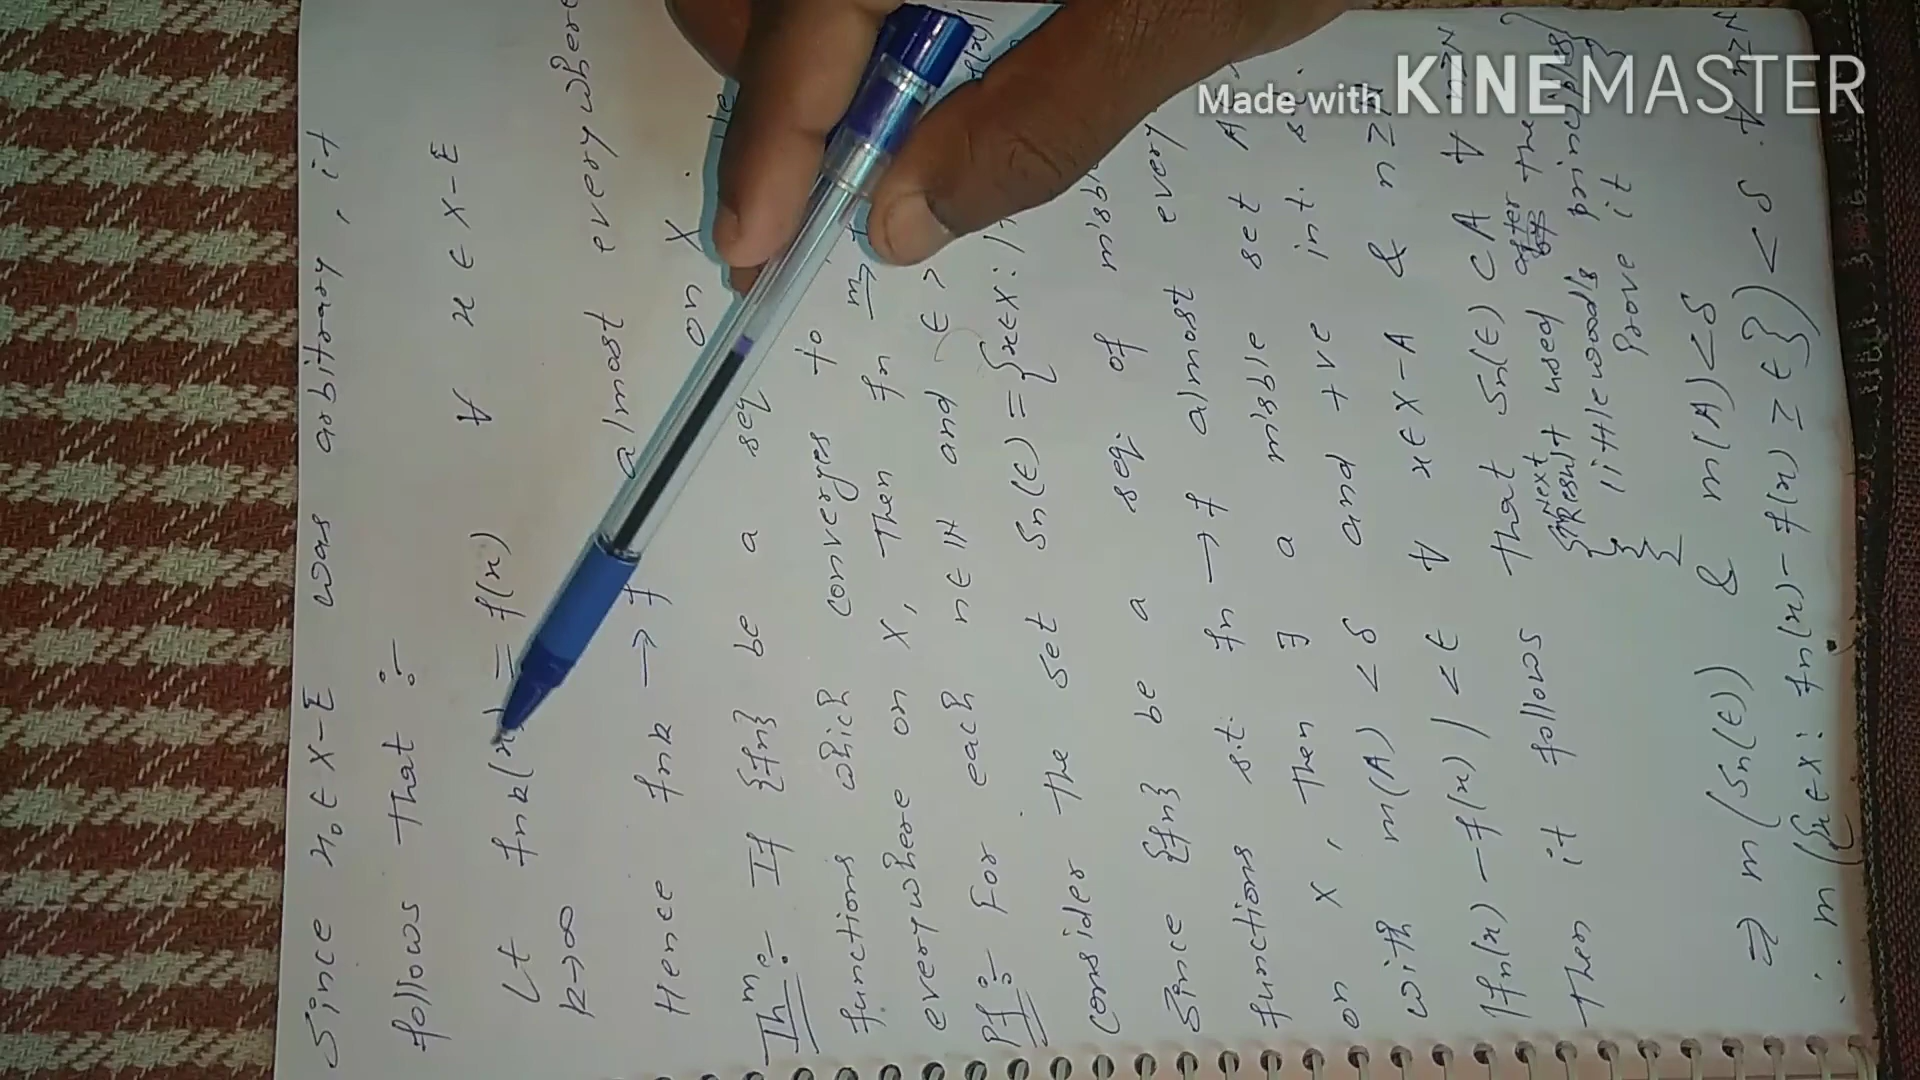 Since x₀ ∈ X-E was arbitrary, it
follows that :-
Lt fnk(x) = f(x) ∀ x ∈ X-E
k→∞
Hence fnk → f almost everywhere
on X.
Thm:- If {fn} be a seq
functions which converges to
everywhere on X, then fn m→
Pf:- For each n∈N and ∈ >
consider the set Sn(∈) = {x∈X: |f f(x)|
Since {fn} be a seq. of msbl
functions s.t. fn → f almost every
on X, then ∃ a msble set A
with m(A) < δ and +ve int. s.t.
|fn(x) - f(x)| < ∈ ∀ x∈X-A & n≥N
Then it follows that Sn(∈) ⊂ A ∀ n≥N
{Next Result used after the
{ littlewood's principles}
{ Prove it
⇒ m(Sn(∈)) & m(A)<δ
∴ m({x∈X: fn(x) - f(x) ≥ ∈}) < δ ∀ n≥N
Made with KINEMASTER